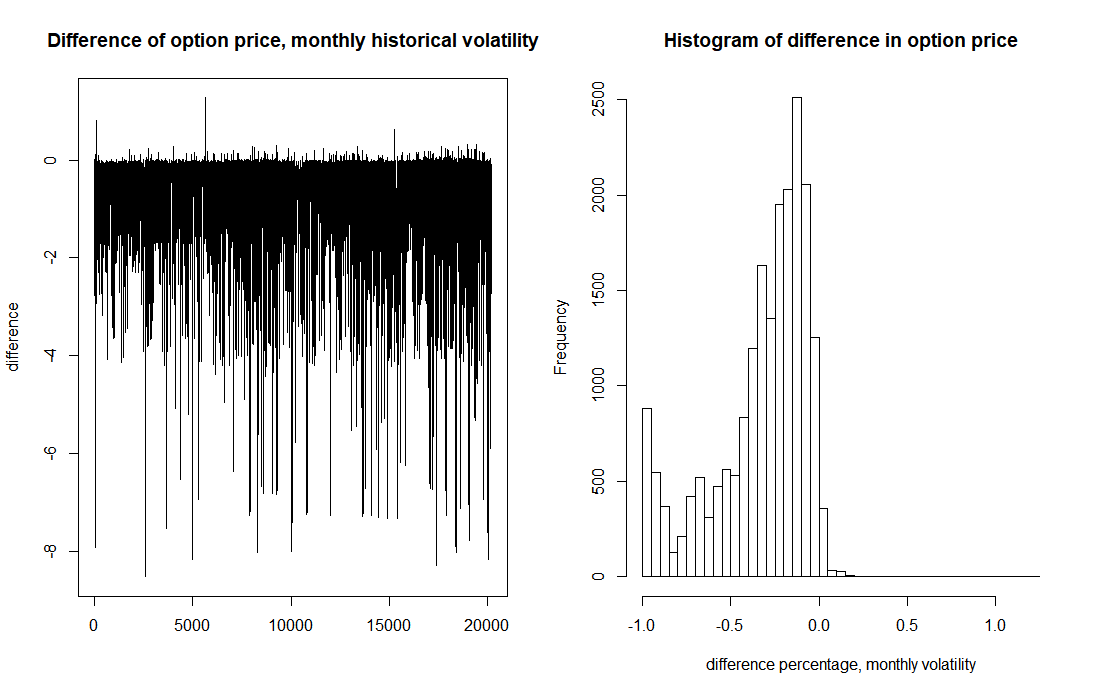 Difference of option price, monthly historical volatility
difference
0
-2
-4
-6
-8
0 5000 10000 15000 20000
Histogram of difference in option price
Frequency
2500
2000
1500
1000
500
0
-1.0 -0.5 0.0 0.5 1.0
difference percentage, monthly volatility